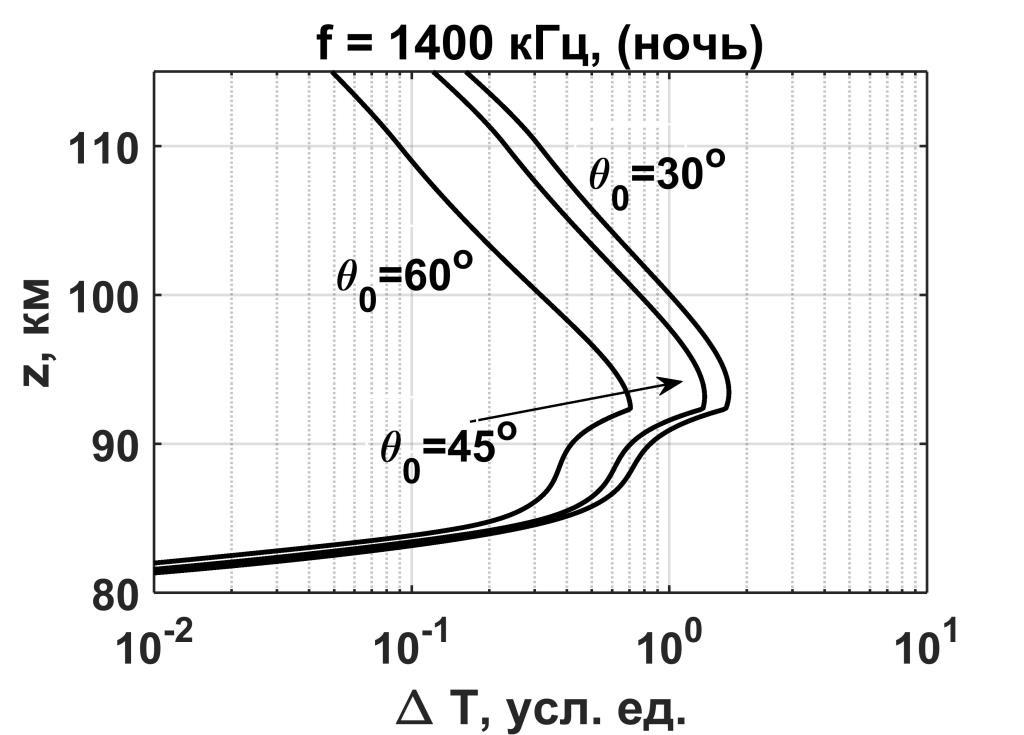 f = 1400 кГц, (ночь)
110
θ₀=30°
θ₀=60°
100
z, км
θ₀=45°
90
80
10⁻² 10⁻¹ 10⁰ 10¹
Δ T, усл. ед.